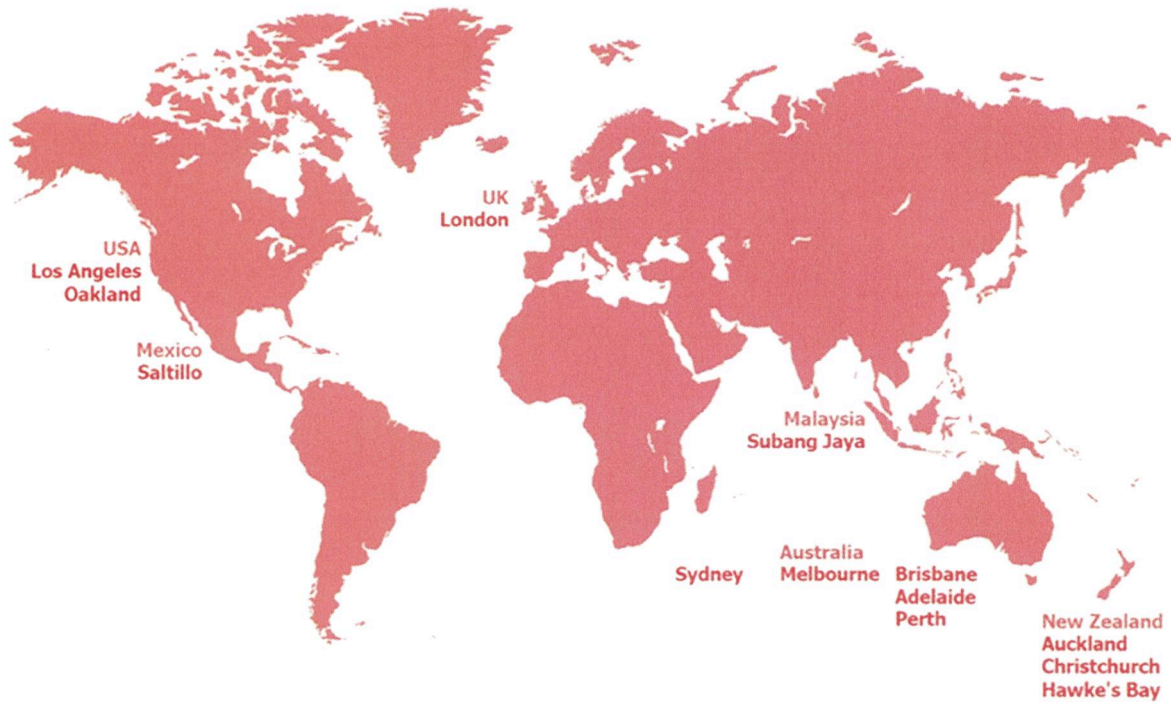 UK
London
USA
Los Angeles
Oakland
Mexico
Saltillo
Malaysia
Subang Jaya
Australia
Sydney Melbourne Brisbane
Adelaide
Perth
New Zealand
Auckland
Christchurch
Hawke's Bay